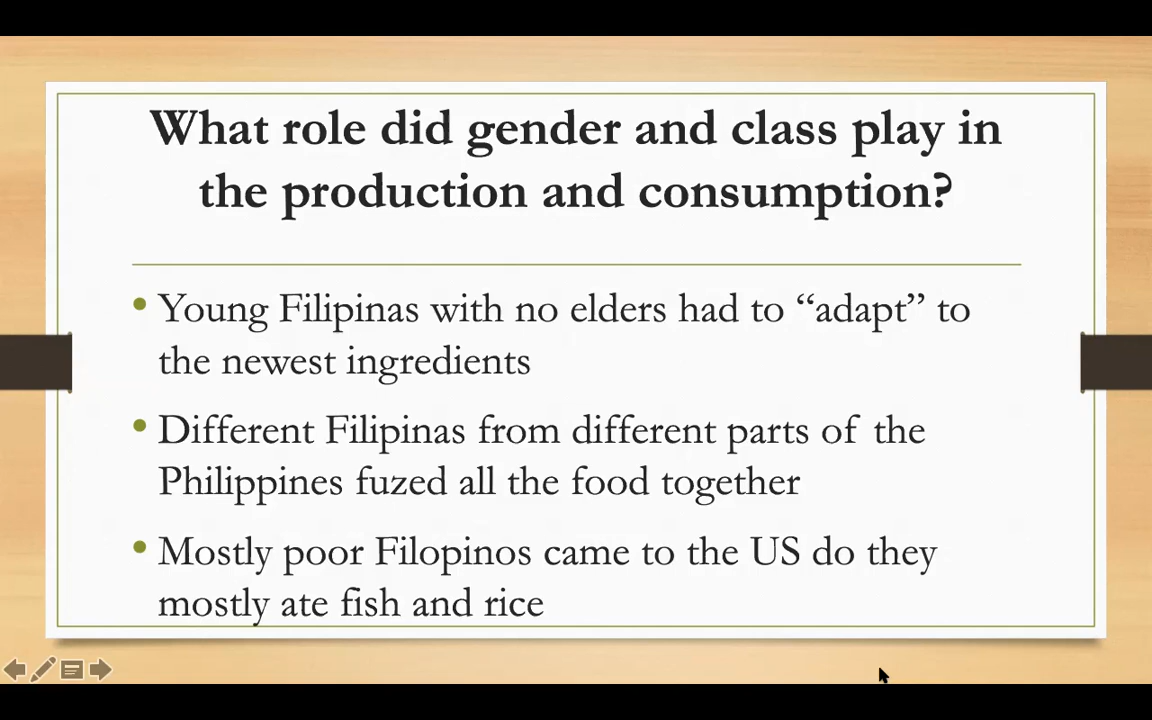 What role did gender and class play in
the production and consumption?
• Young Filipinas with no elders had to “adapt” to
the newest ingredients
• Different Filipinas from different parts of the
Philippines fuzed all the food together
• Mostly poor Filopinos came to the US do they
mostly ate fish and rice